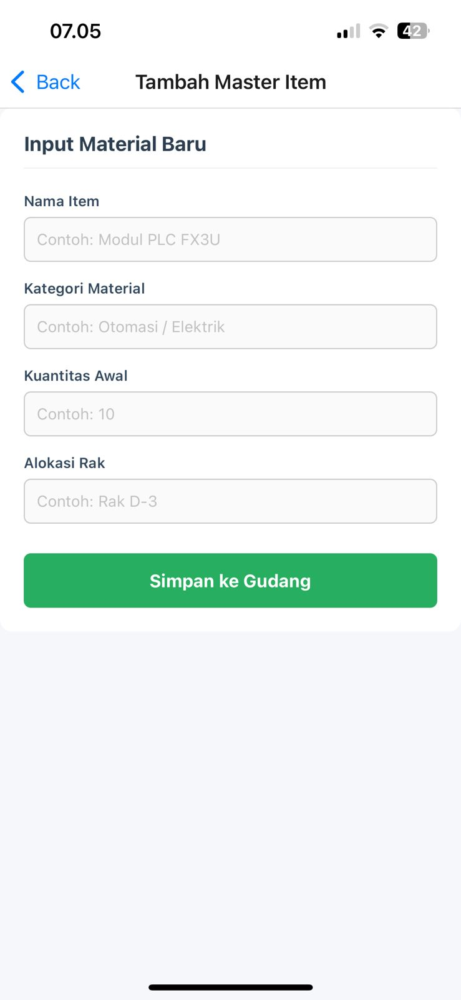 07.05
42
Back
Tambah Master Item
Input Material Baru
Nama Item
Contoh: Modul PLC FX3U
Kategori Material
Contoh: Otomasi / Elektrik
Kuantitas Awal
Contoh: 10
Alokasi Rak
Contoh: Rak D-3
Simpan ke Gudang